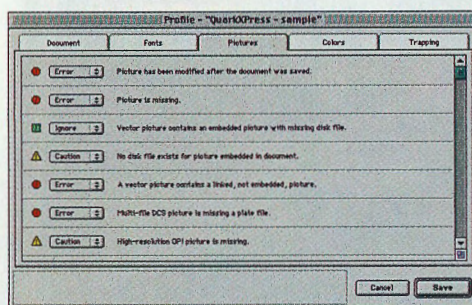 Profile - "QuarkXPress - sample"
Document Fonts Pictures Colors Trapping
Error Picture has been modified after the document was saved.
Error Picture is missing.
Ignore Vector picture contains an embedded picture with missing disk file.
Caution No disk file exists for picture embedded in document.
Error A vector picture contains a linked, not embedded, picture.
Error Multi-file DCS picture is missing a plate file.
Caution High-resolution OPI picture is missing.
Cancel Save